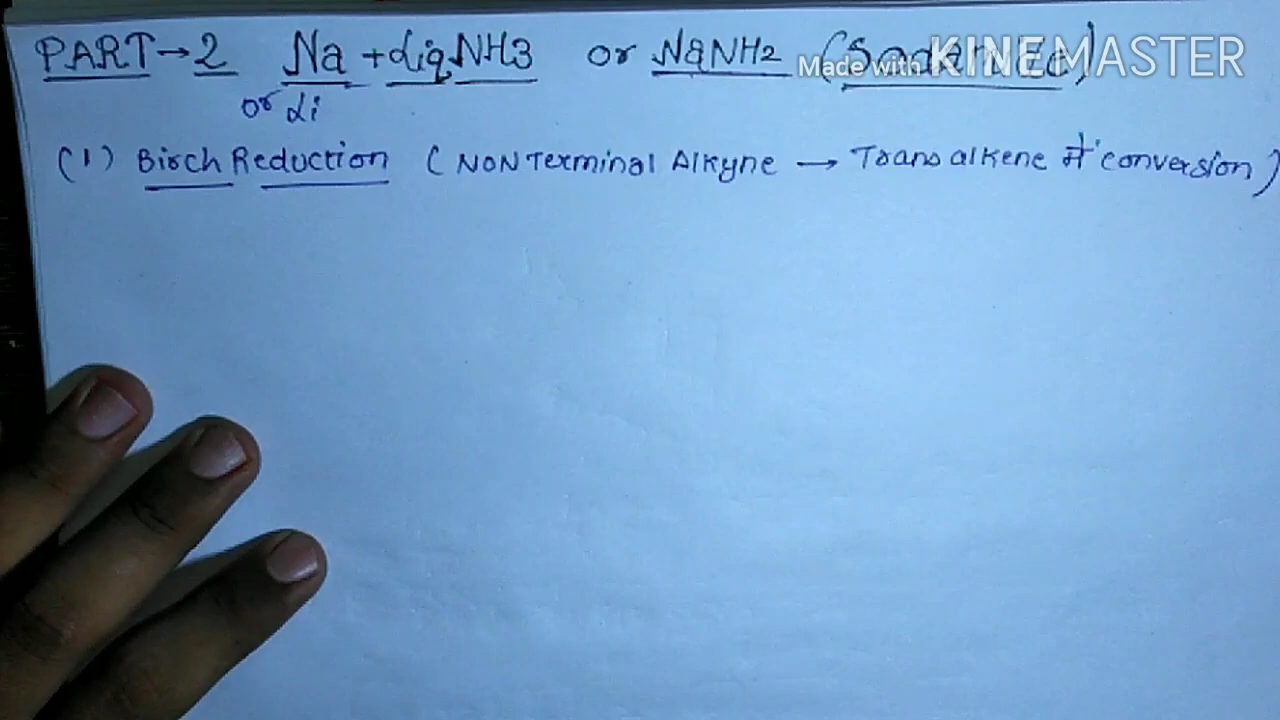 PART→2 Na + Liq NH3 or NaNH2 (Sodamide)
or Li
(1) Birch Reduction (NON Terminal Alkyne → Trans alkene में conversion)
Made with KINEMASTER